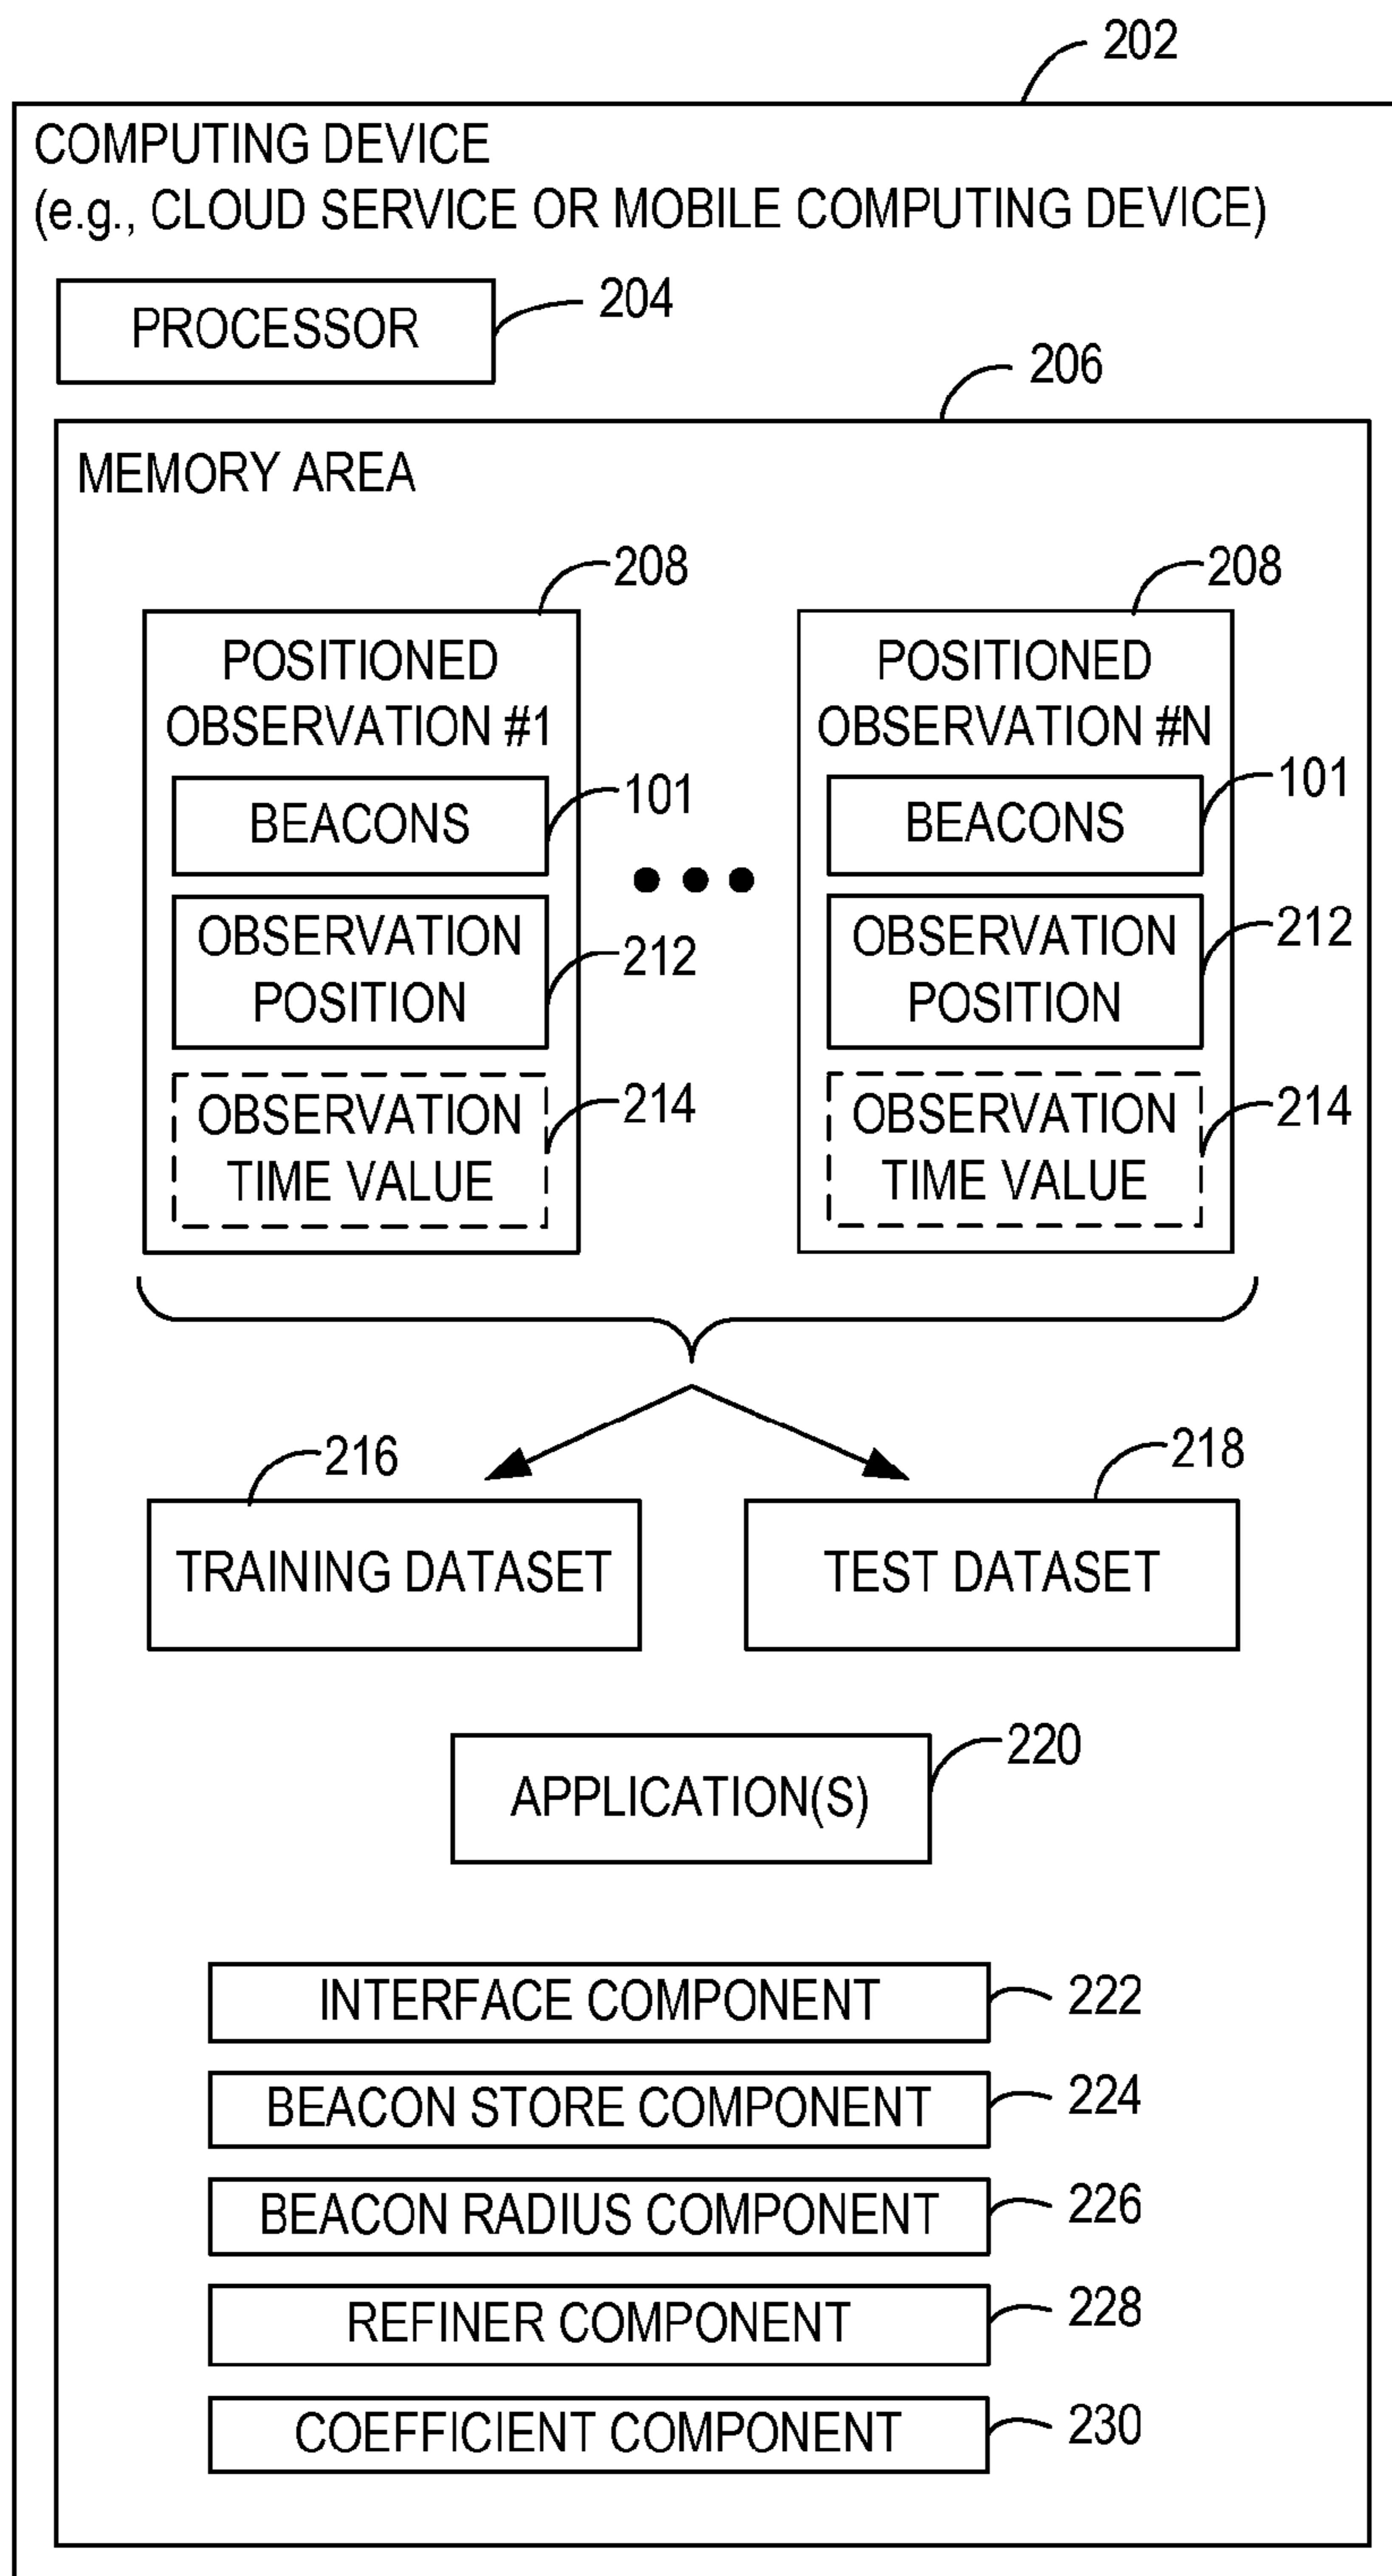 202
COMPUTING DEVICE
(e.g., CLOUD SERVICE OR MOBILE COMPUTING DEVICE)
PROCESSOR
204
206
MEMORY AREA
208
POSITIONED
OBSERVATION #1
BEACONS
101
OBSERVATION
POSITION
212
OBSERVATION
TIME VALUE
214
208
POSITIONED
OBSERVATION #N
BEACONS
101
OBSERVATION
POSITION
212
OBSERVATION
TIME VALUE
214
216
TRAINING DATASET
218
TEST DATASET
220
APPLICATION(S)
INTERFACE COMPONENT
222
BEACON STORE COMPONENT
224
BEACON RADIUS COMPONENT
226
REFINER COMPONENT
228
COEFFICIENT COMPONENT
230